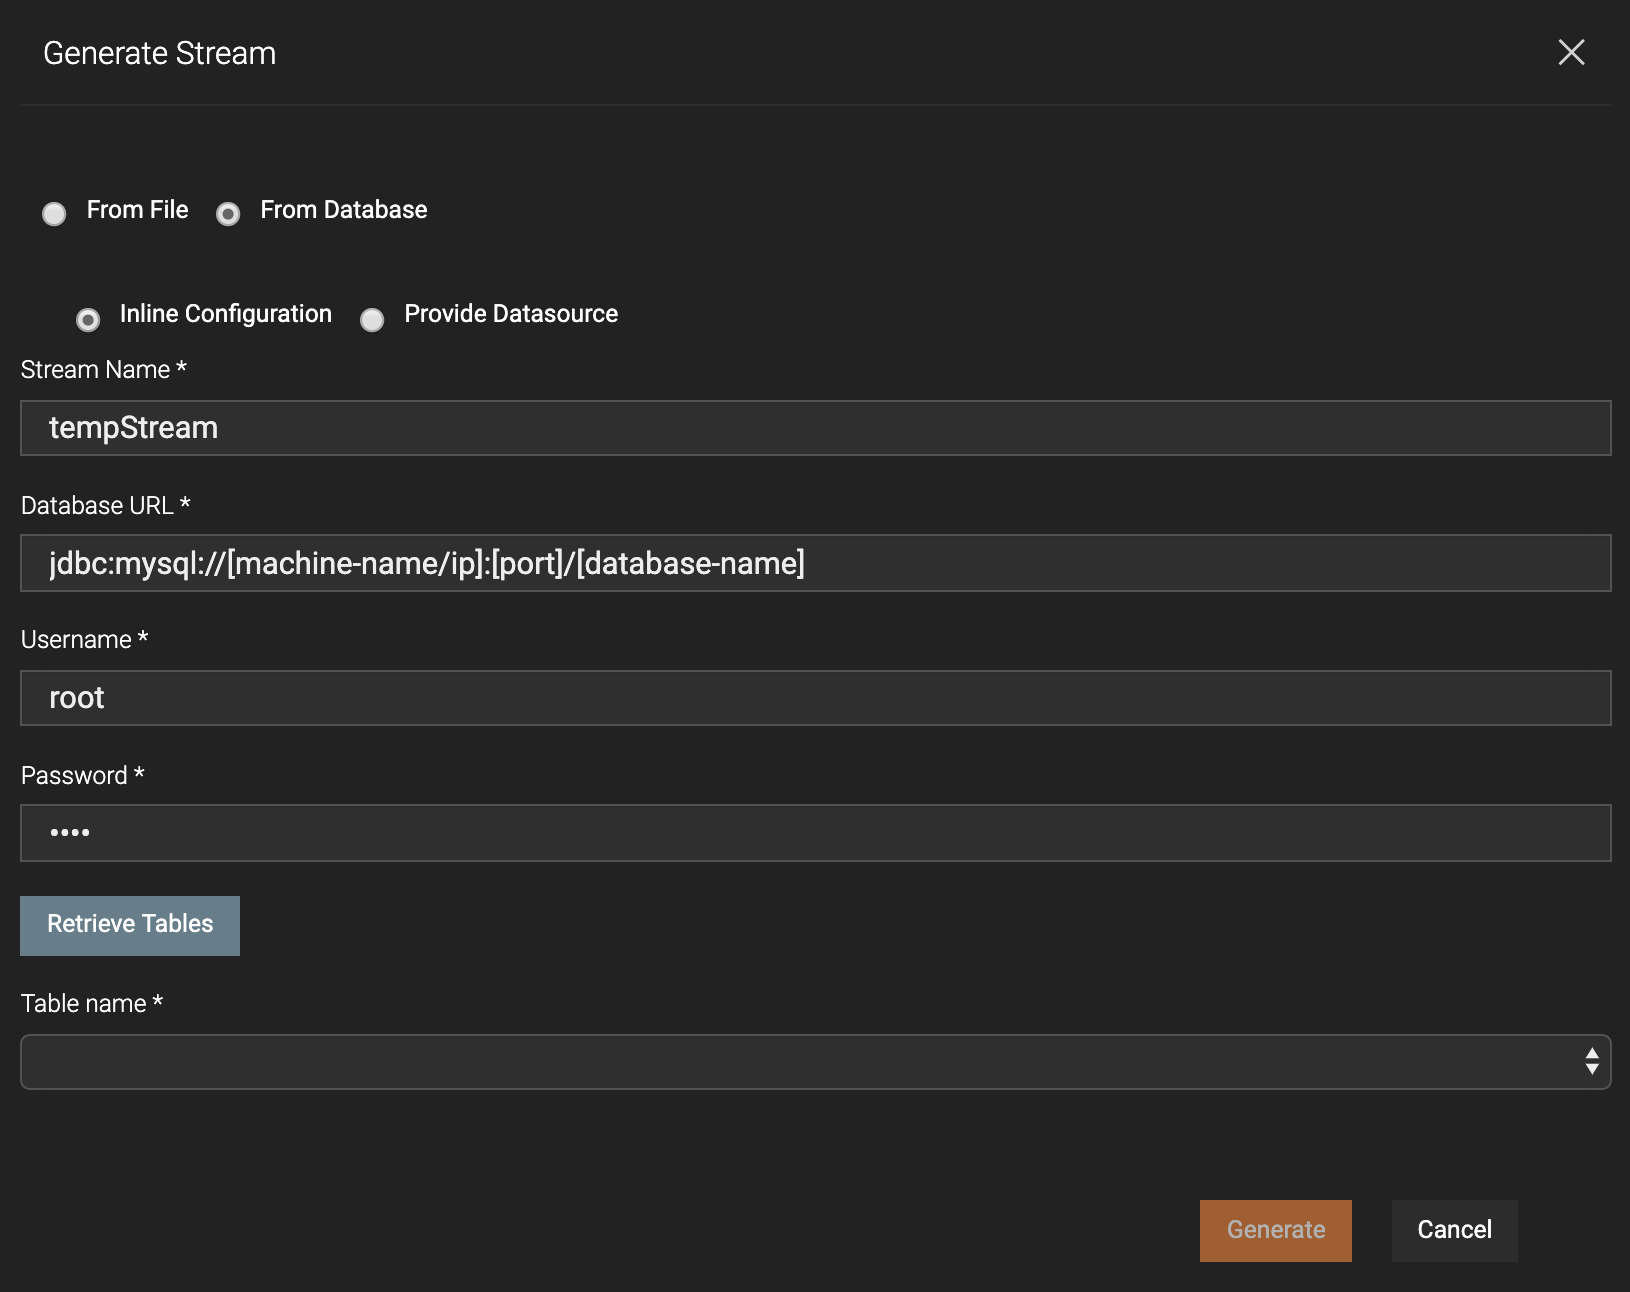 Generate Stream
From File From Database
Inline Configuration Provide Datasource
Stream Name *
tempStream
Database URL *
jdbc:mysql://[machine-name/ip]:[port]/[database-name]
Username *
root
Password *
••••
Retrieve Tables
Table name *
Generate Cancel